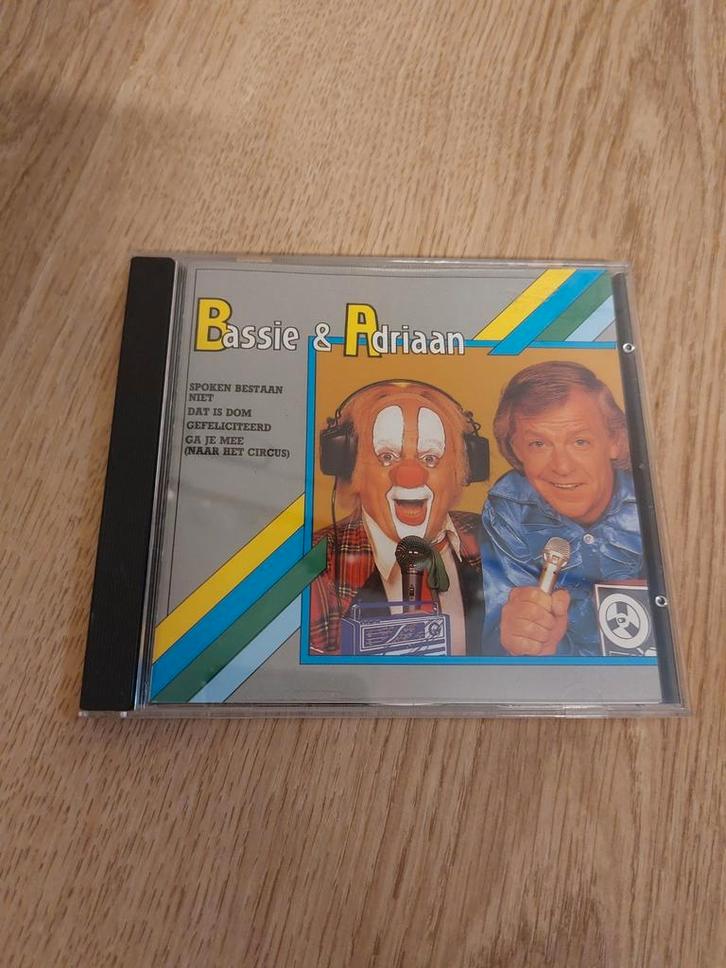 Bassie & Adriaan
SPOKEN BESTAAN
NIET
DAT IS DOM
GEFELICITEERD
GA JE MEE
(NAAR HET CIRCUS)